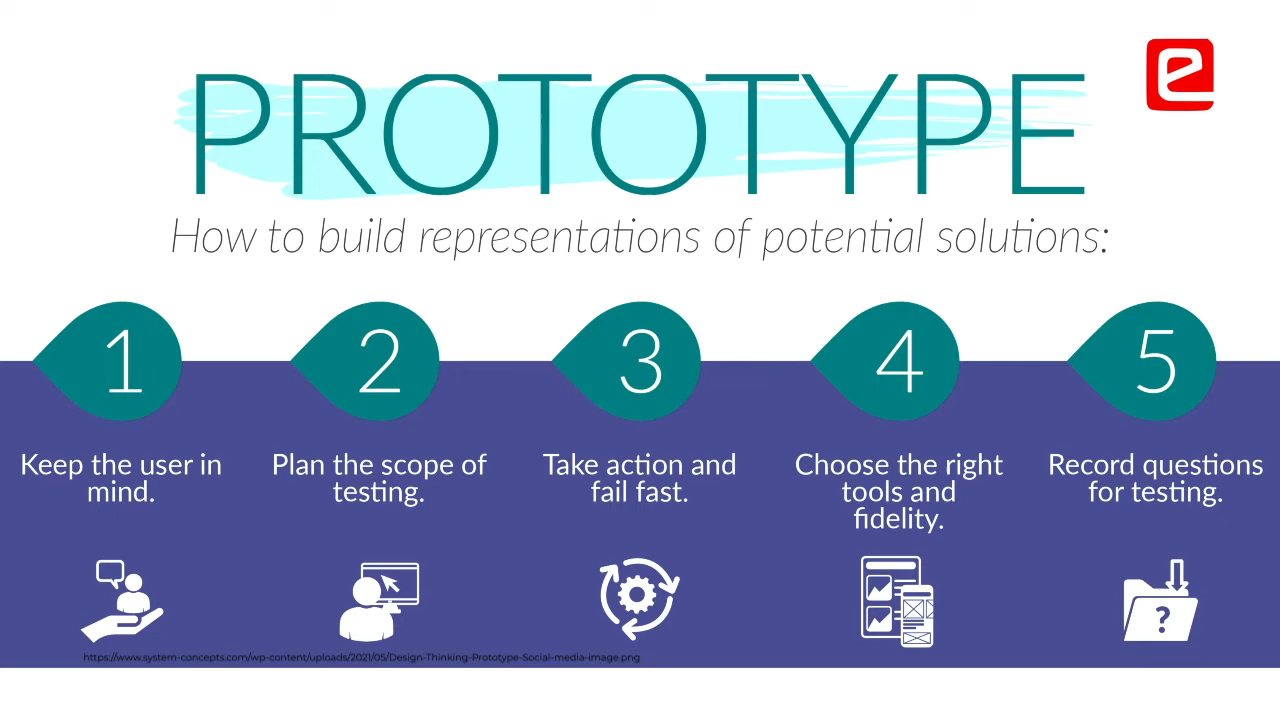 PROTOTYPE
How to build representations of potential solutions:
1
Keep the user in
mind.
2
Plan the scope of
testing.
3
Take action and
fail fast.
4
Choose the right
tools and
fidelity.
5
Record questions
for testing.
?
https://www.system-concepts.com/wp-content/uploads/2021/05/Design-Thinking-Prototype-Social-media-image.png
e